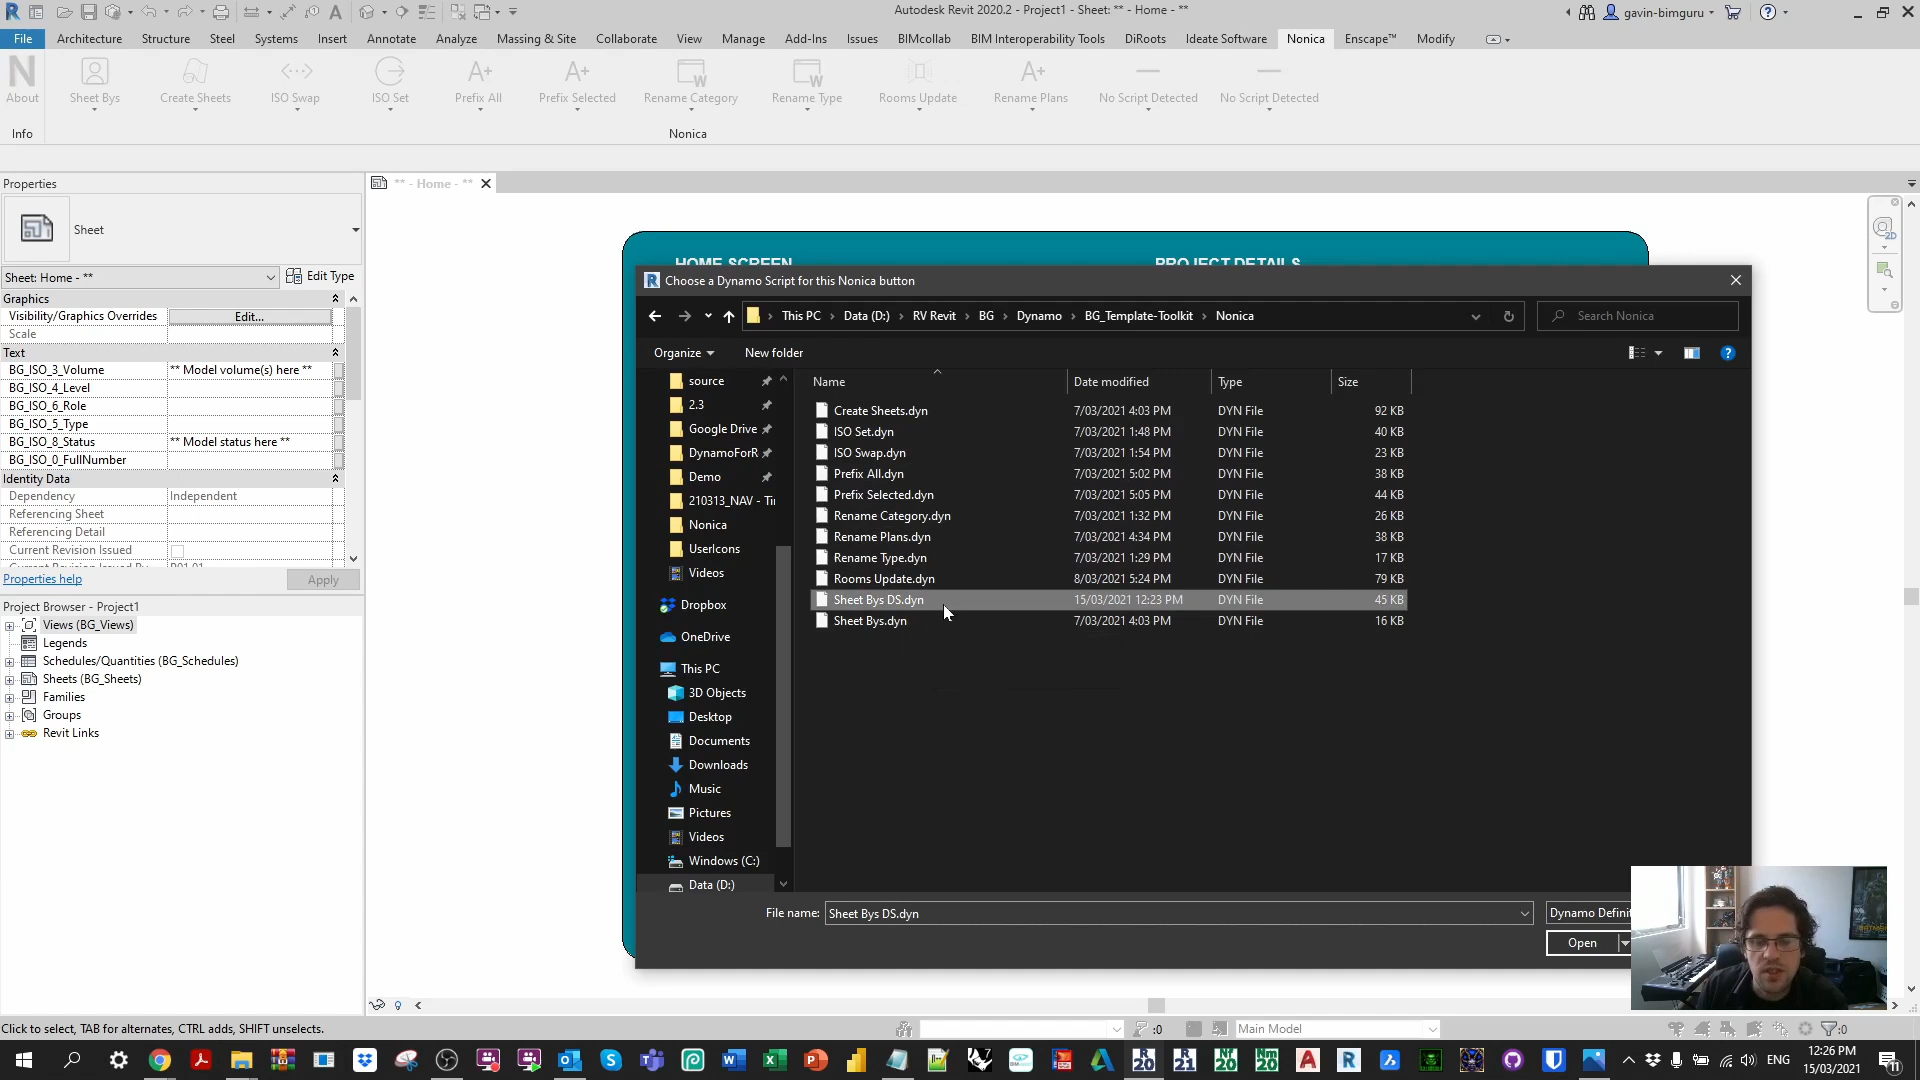 Autodesk Revit 2020.2 - Project1 - Sheet: ** - Home - **
gavin-bimguru
File Architecture Structure Steel Systems Insert Annotate Analyze Massing & Site Collaborate View Manage Add-Ins Issues BIMcollab BIM Interoperability Tools DiRoots Ideate Software Nonica Enscape™ Modify
About Sheet Bys Create Sheets ISO Swap ISO Set Prefix All Prefix Selected Rename Category Rename Type Rooms Update Rename Plans No Script Detected No Script Detected
Info Nonica
Properties
** - Home - **
Sheet
Sheet: Home - ** Edit Type
Graphics
Visibility/Graphics Overrides Edit...
Scale
Text
BG_ISO_3_Volume ** Model volume(s) here **
BG_ISO_4_Level
BG_ISO_6_Role
BG_ISO_5_Type
BG_ISO_8_Status ** Model status here **
BG_ISO_0_FullNumber
Identity Data
Dependency Independent
Referencing Sheet
Referencing Detail
Current Revision Issued
Properties help Apply
Project Browser - Project1
Views (BG_Views)
Legends
Schedules/Quantities (BG_Schedules)
Sheets (BG_Sheets)
Families
Groups
Revit Links
HOME SCREEN PROJECT DETAILS
Choose a Dynamo Script for this Nonica button
This PC Data (D:) RV Revit BG Dynamo BG_Template-Toolkit Nonica
Search Nonica
Organize New folder
source
2.3
Google Drive
DynamoForR
Demo
210313_NAV - Tir
Nonica
UserIcons
Videos
Dropbox
OneDrive
This PC
3D Objects
Desktop
Documents
Downloads
Music
Pictures
Videos
Windows (C:)
Data (D:)
Name Date modified Type Size
Create Sheets.dyn 7/03/2021 4:03 PM DYN File 92 KB
ISO Set.dyn 7/03/2021 1:48 PM DYN File 40 KB
ISO Swap.dyn 7/03/2021 1:54 PM DYN File 23 KB
Prefix All.dyn 7/03/2021 5:02 PM DYN File 38 KB
Prefix Selected.dyn 7/03/2021 5:05 PM DYN File 44 KB
Rename Category.dyn 7/03/2021 1:32 PM DYN File 26 KB
Rename Plans.dyn 7/03/2021 4:34 PM DYN File 38 KB
Rename Type.dyn 7/03/2021 1:29 PM DYN File 17 KB
Rooms Update.dyn 8/03/2021 5:24 PM DYN File 79 KB
Sheet Bys DS.dyn 15/03/2021 12:23 PM DYN File 45 KB
Sheet Bys.dyn 7/03/2021 4:03 PM DYN File 16 KB
File name: Sheet Bys DS.dyn Dynamo Definit
Open
Click to select, TAB for alternates, CTRL adds, SHIFT unselects.
:0 Main Model :0
ENG
12:26 PM
15/03/2021